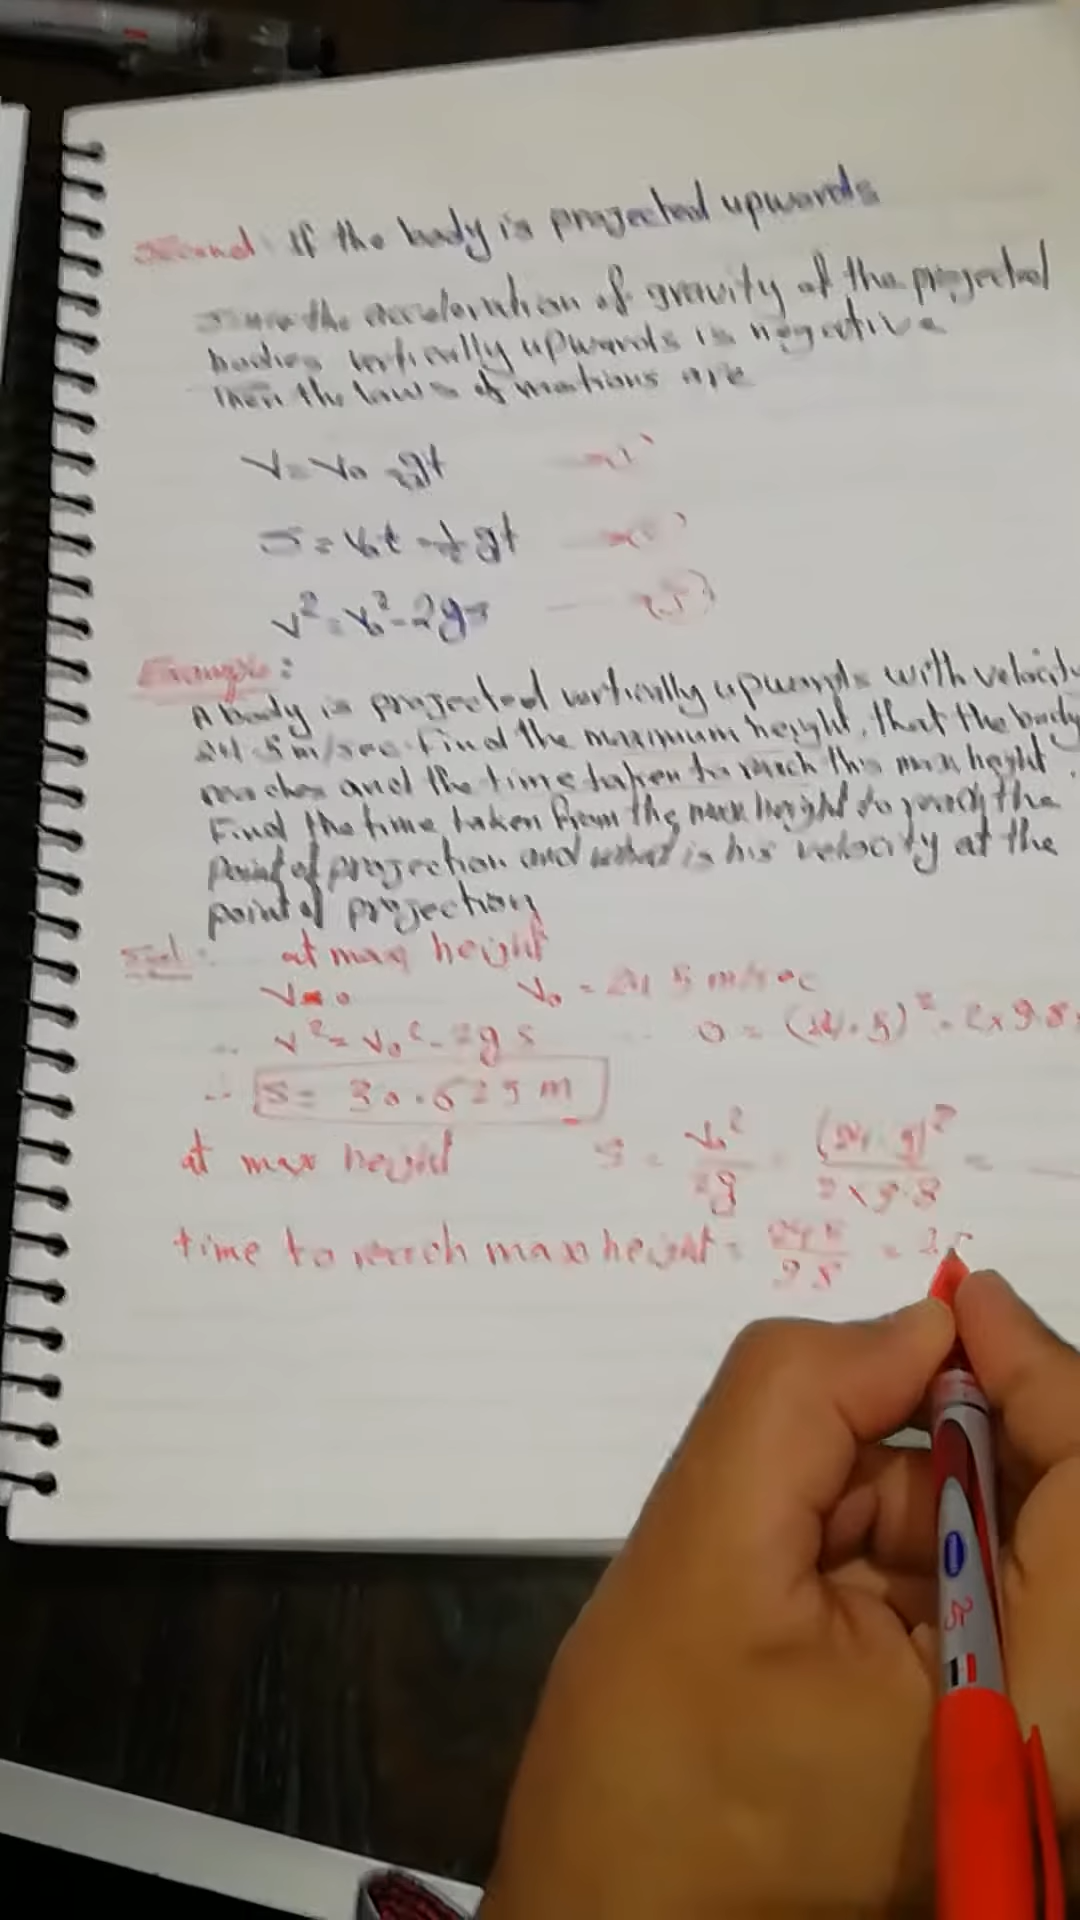 Second: If the body is projected upwards
Since the acceleration of gravity of the projected
bodies vertically upwards is negative
then the laws of motions are
V = V₀ - gt
S = V₀t - ½ gt
V² = V₀² - 2gs
Example:
A body is projected vertically upwards with velocity
24.5 m/sec. Find the maximum height, that the body
reaches and the time taken to reach this max height.
Find the time taken from the max height to reach the
point of projection and what is his velocity at the
point of projection
Sol: at max height
V = 0 V₀ = 24.5 m/sec
∴ V² = V₀² - 2gs ∴ 0 = (24.5)² - 2x9.8
∴ S = 30.625 m
at max height S = V₀²/2g = (24.5)²/2x9.8 =
time to reach max height = 24.5/9.8 = 2.5